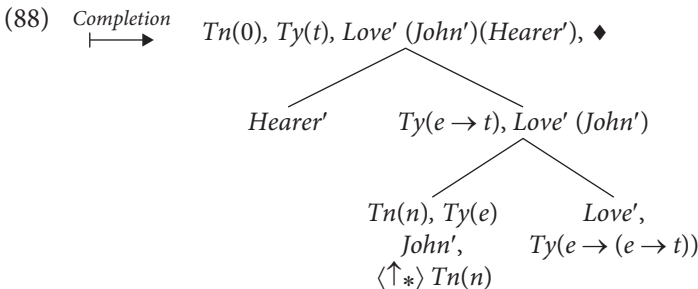 (88) Completion Tn(0), Ty(t), Love′ (John′)(Hearer′), ♦
Hearer′ Ty(e → t), Love′ (John′)
Tn(n), Ty(e) Love′,
John′, Ty(e → (e → t))
⟨↑*⟩ Tn(n)